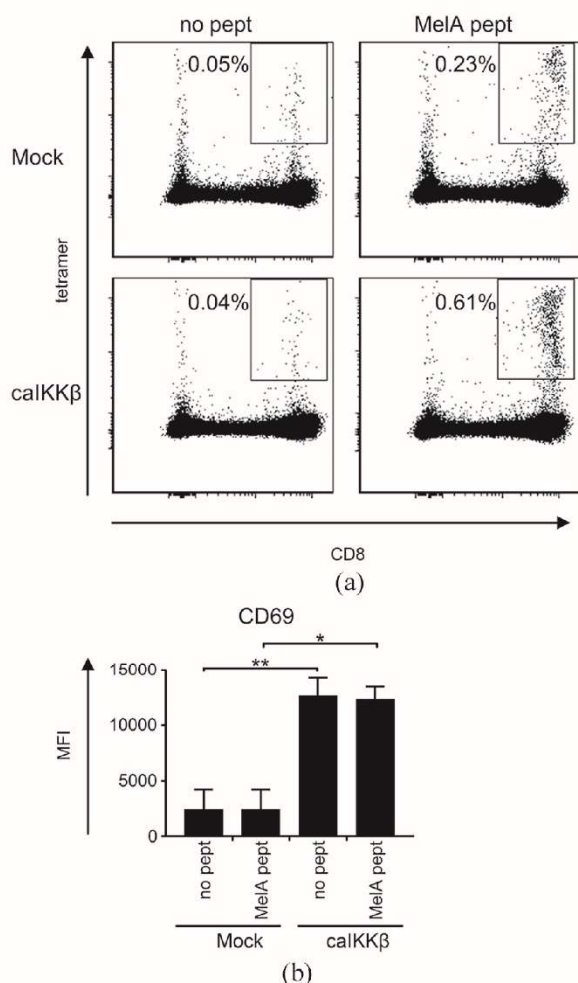 no pept MelA pept
0.05% 0.23%
Mock
tetramer
0.04% 0.61%
caIKKβ
CD8
(a)
CD69
*
**
15000
10000
5000
0
MFI
no pept MelA pept no pept MelA pept
Mock caIKKβ
(b)